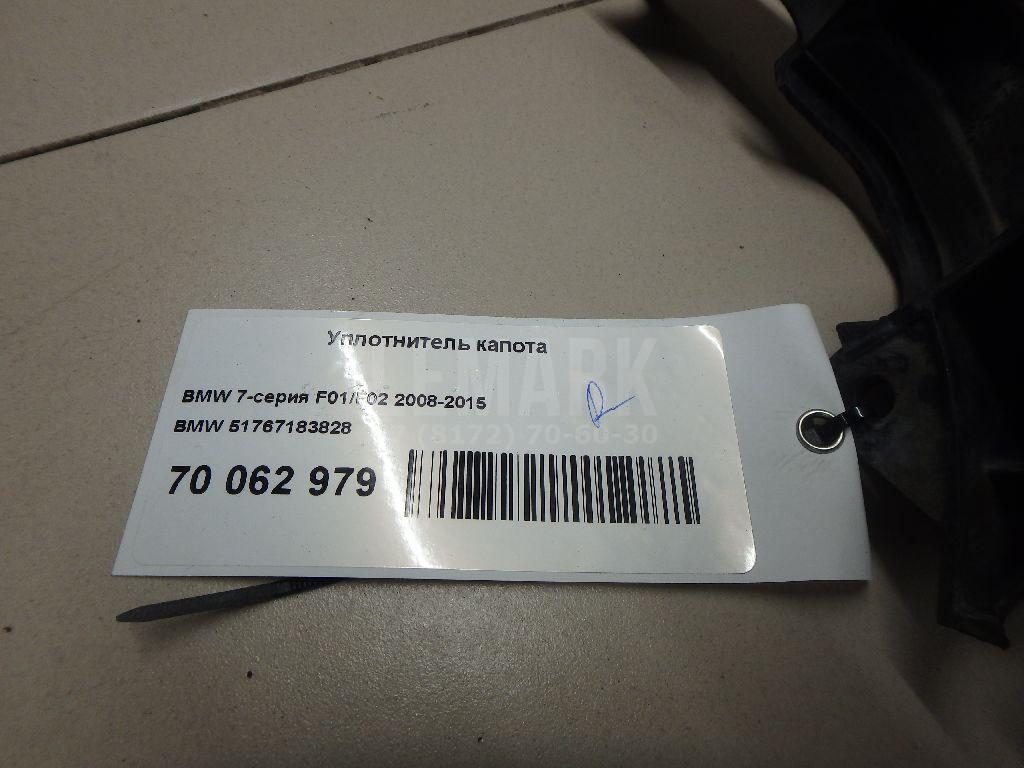 Уплотнитель капота
BMW 7-серия F01/F02 2008-2015
BMW 51767183828
70 062 979
(8172) 70-60-30